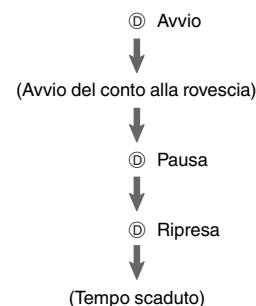 Ⓓ Avvio
(Avvio del conto alla rovescia)
Ⓓ Pausa
Ⓓ Ripresa
(Tempo scaduto)